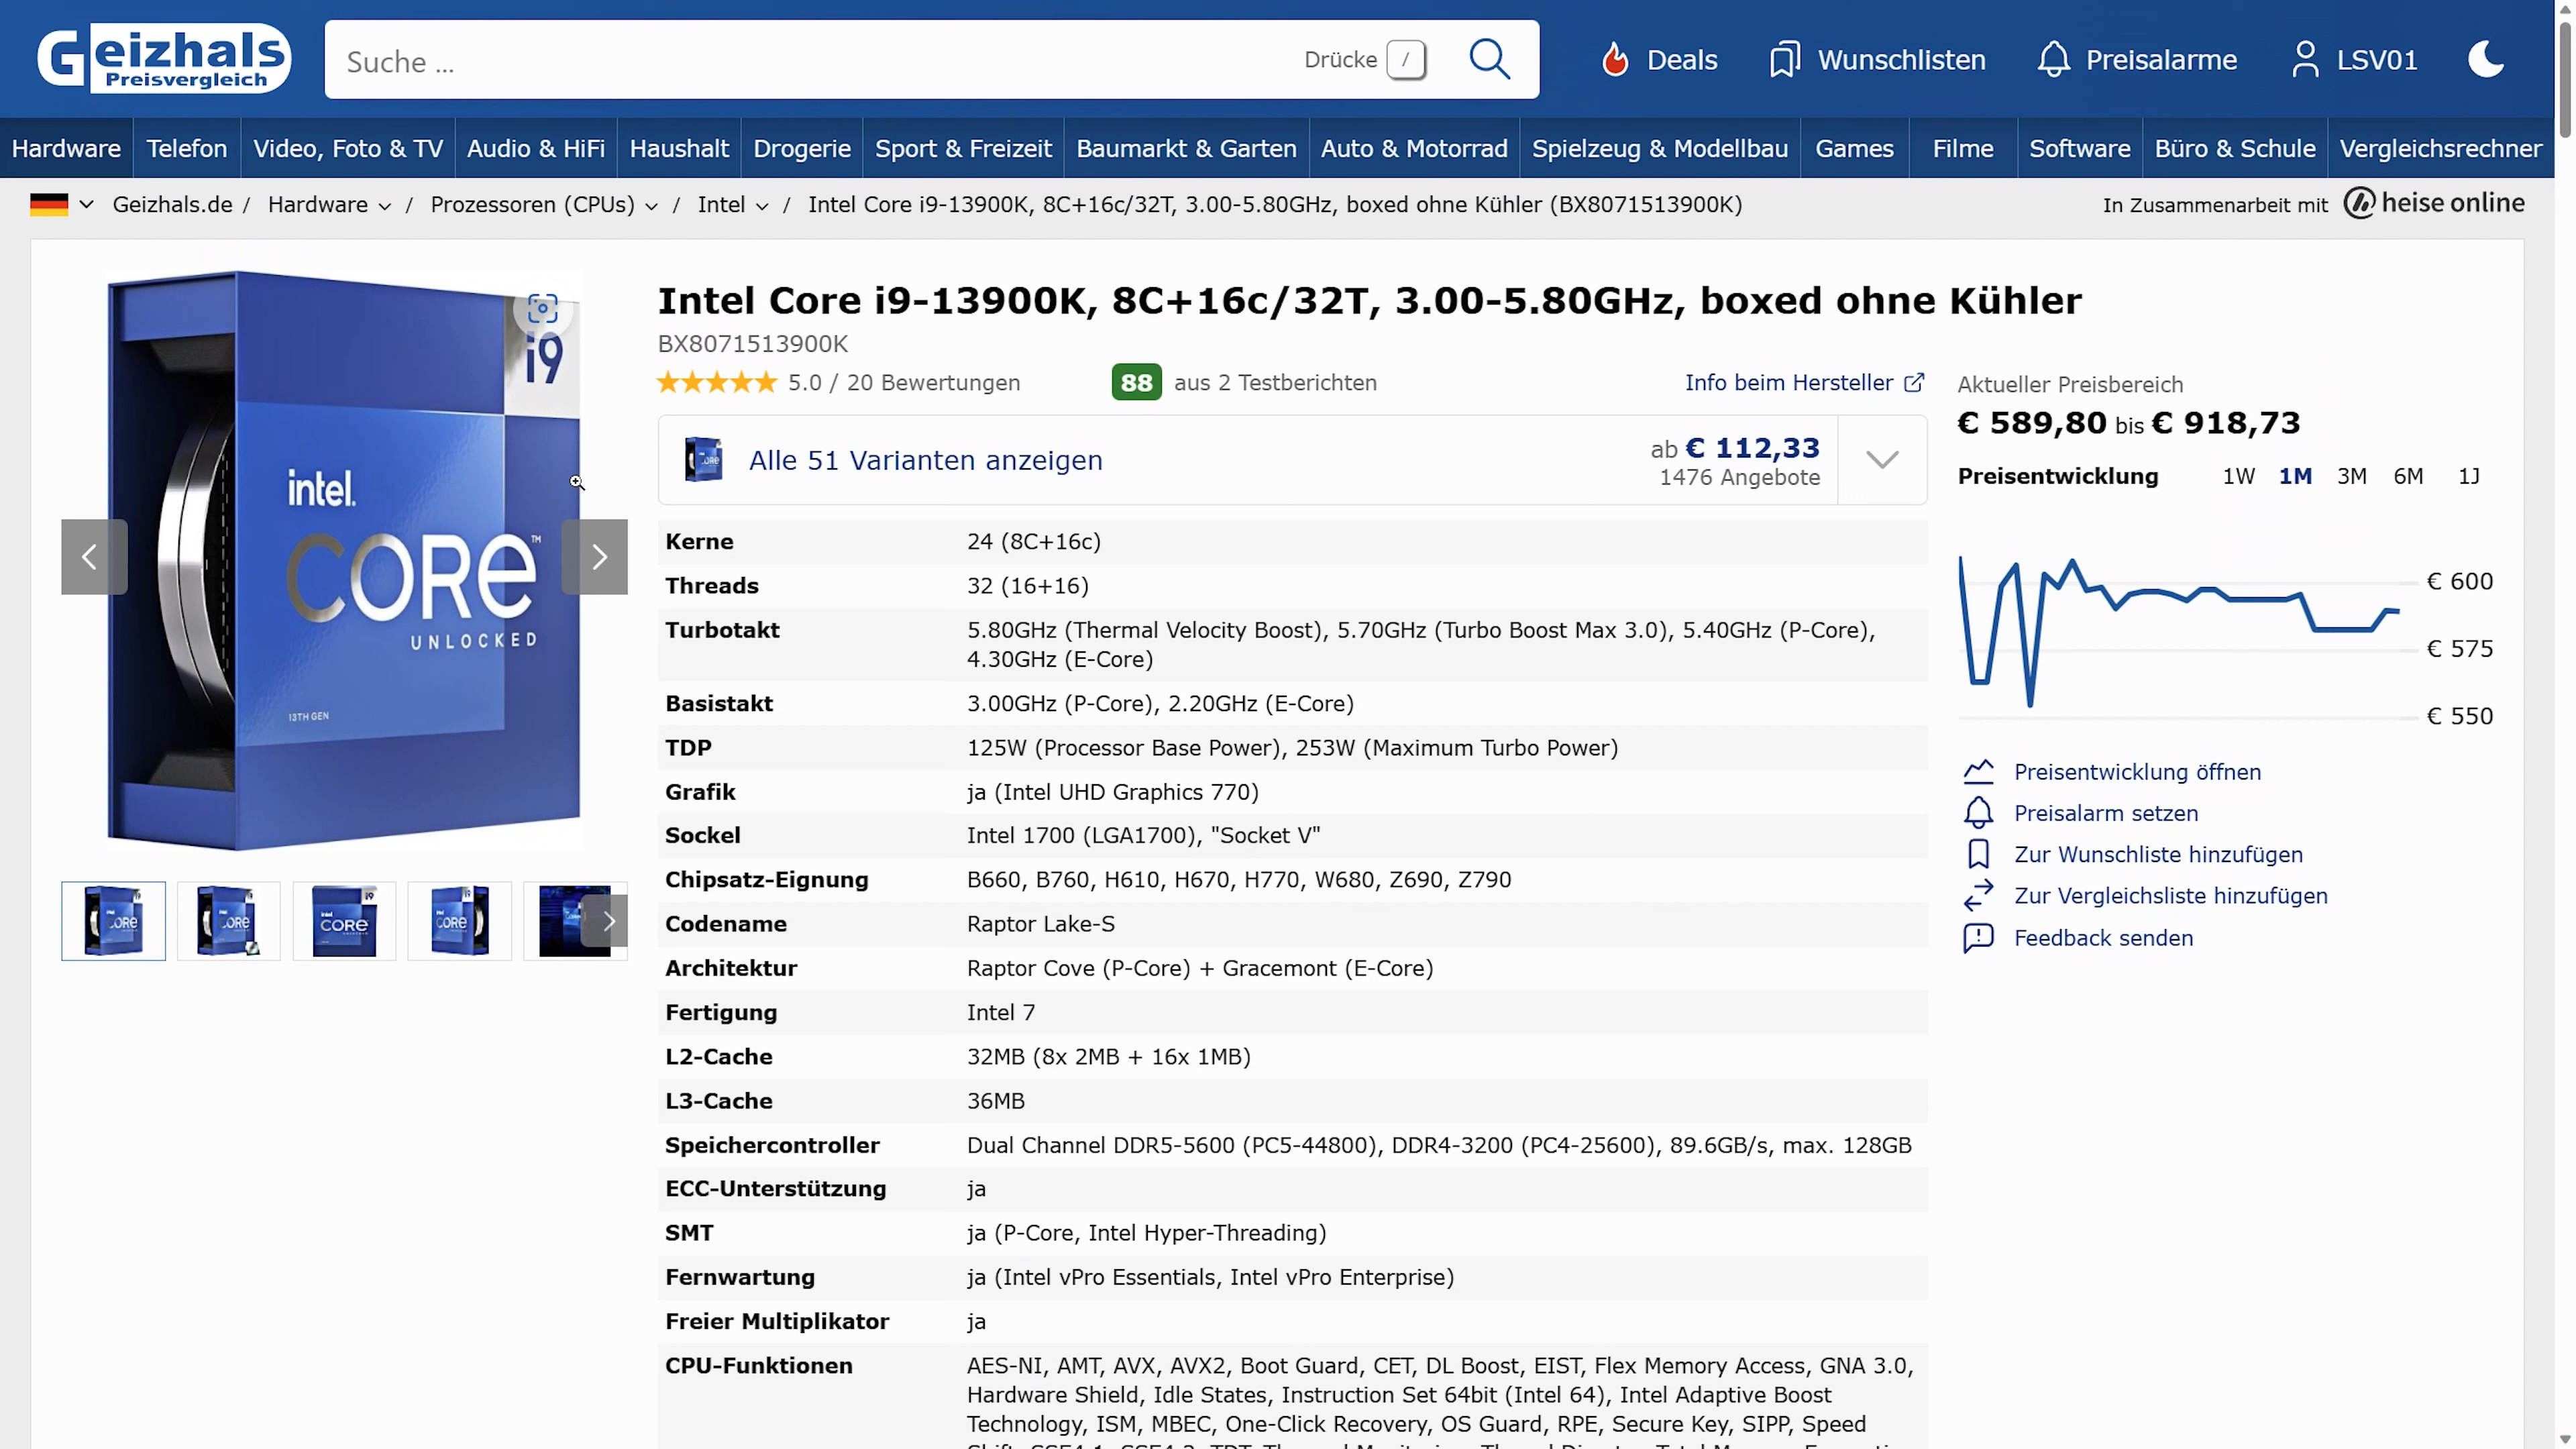 Geizhals
Preisvergleich
Suche ...
Drücke /
Deals
Wunschlisten
Preisalarme
LSV01
Hardware
Telefon
Video, Foto & TV
Audio & HiFi
Haushalt
Drogerie
Sport & Freizeit
Baumarkt & Garten
Auto & Motorrad
Spielzeug & Modellbau
Games
Filme
Software
Büro & Schule
Vergleichsrechner
Geizhals.de / Hardware / Prozessoren (CPUs) / Intel / Intel Core i9-13900K, 8C+16c/32T, 3.00-5.80GHz, boxed ohne Kühler (BX8071513900K)
In Zusammenarbeit mit heise online
i9
intel.
CORe™
UNLOCKED
13TH GEN
Intel Core i9-13900K, 8C+16c/32T, 3.00-5.80GHz, boxed ohne Kühler
BX8071513900K
5.0 / 20 Bewertungen
88 aus 2 Testberichten
Info beim Hersteller
Alle 51 Varianten anzeigen
ab € 112,33
1476 Angebote
Kerne 24 (8C+16c)
Threads 32 (16+16)
Turbotakt 5.80GHz (Thermal Velocity Boost), 5.70GHz (Turbo Boost Max 3.0), 5.40GHz (P-Core),
4.30GHz (E-Core)
Basistakt 3.00GHz (P-Core), 2.20GHz (E-Core)
TDP 125W (Processor Base Power), 253W (Maximum Turbo Power)
Grafik ja (Intel UHD Graphics 770)
Sockel Intel 1700 (LGA1700), "Socket V"
Chipsatz-Eignung B660, B760, H610, H670, H770, W680, Z690, Z790
Codename Raptor Lake-S
Architektur Raptor Cove (P-Core) + Gracemont (E-Core)
Fertigung Intel 7
L2-Cache 32MB (8x 2MB + 16x 1MB)
L3-Cache 36MB
Speichercontroller Dual Channel DDR5-5600 (PC5-44800), DDR4-3200 (PC4-25600), 89.6GB/s, max. 128GB
ECC-Unterstützung ja
SMT ja (P-Core, Intel Hyper-Threading)
Fernwartung ja (Intel vPro Essentials, Intel vPro Enterprise)
Freier Multiplikator ja
CPU-Funktionen AES-NI, AMT, AVX, AVX2, Boot Guard, CET, DL Boost, EIST, Flex Memory Access, GNA 3.0,
Hardware Shield, Idle States, Instruction Set 64bit (Intel 64), Intel Adaptive Boost
Technology, ISM, MBEC, One-Click Recovery, OS Guard, RPE, Secure Key, SIPP, Speed
Aktueller Preisbereich
€ 589,80 bis € 918,73
Preisentwicklung 1W 1M 3M 6M 1J
€ 600
€ 575
€ 550
Preisentwicklung öffnen
Preisalarm setzen
Zur Wunschliste hinzufügen
Zur Vergleichsliste hinzufügen
Feedback senden